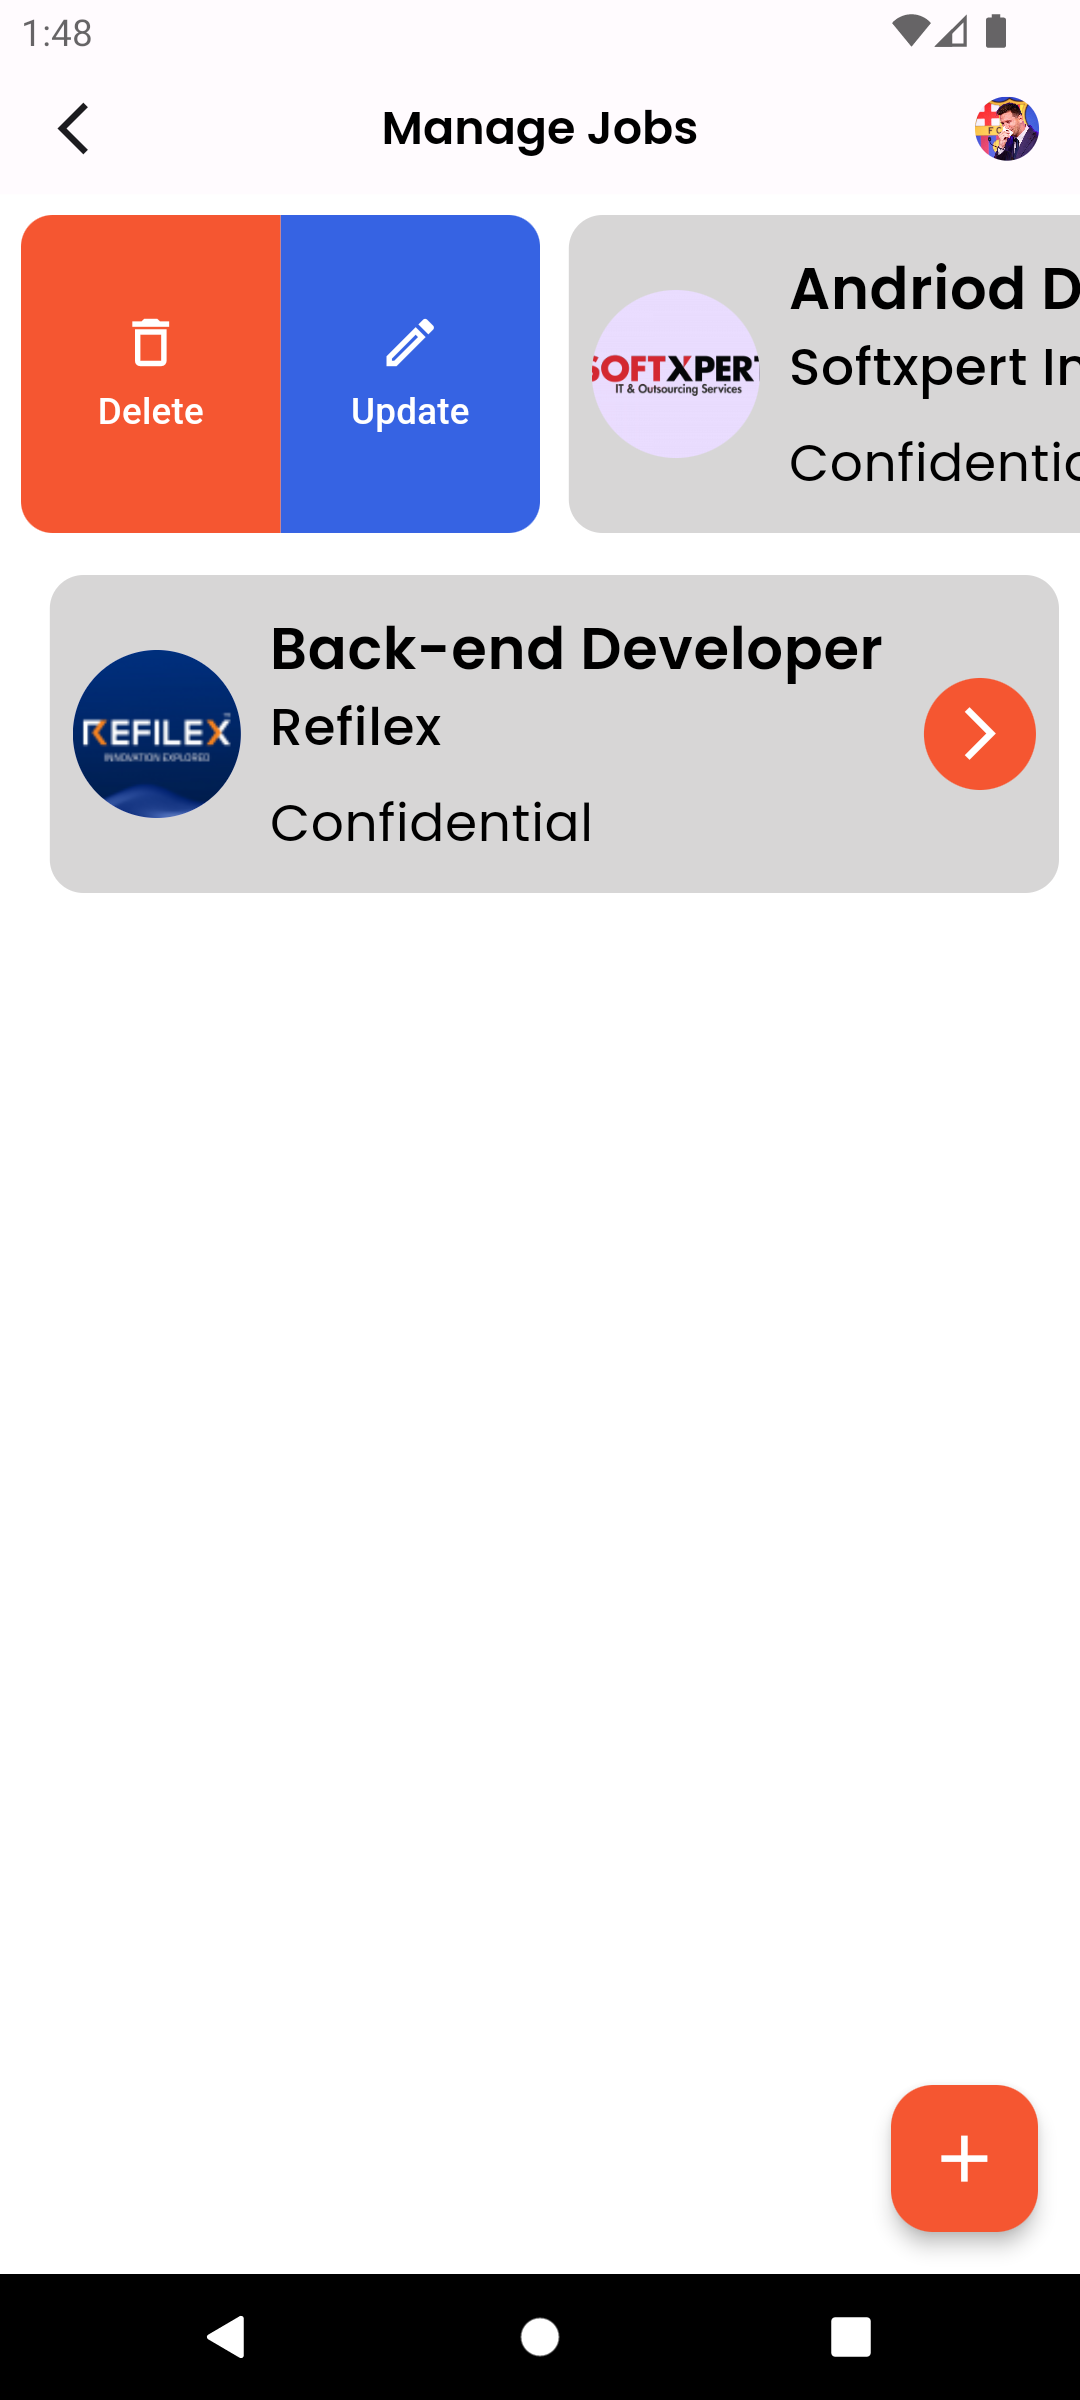 1:48
Manage Jobs
Delete
Update
Andriod D
Softxpert In
Confidentia
SOFTXPERT
IT & Outsourcing Services
Back-end Developer
Refilex
Confidential
REFILEX
INNOVATION EXPLORED